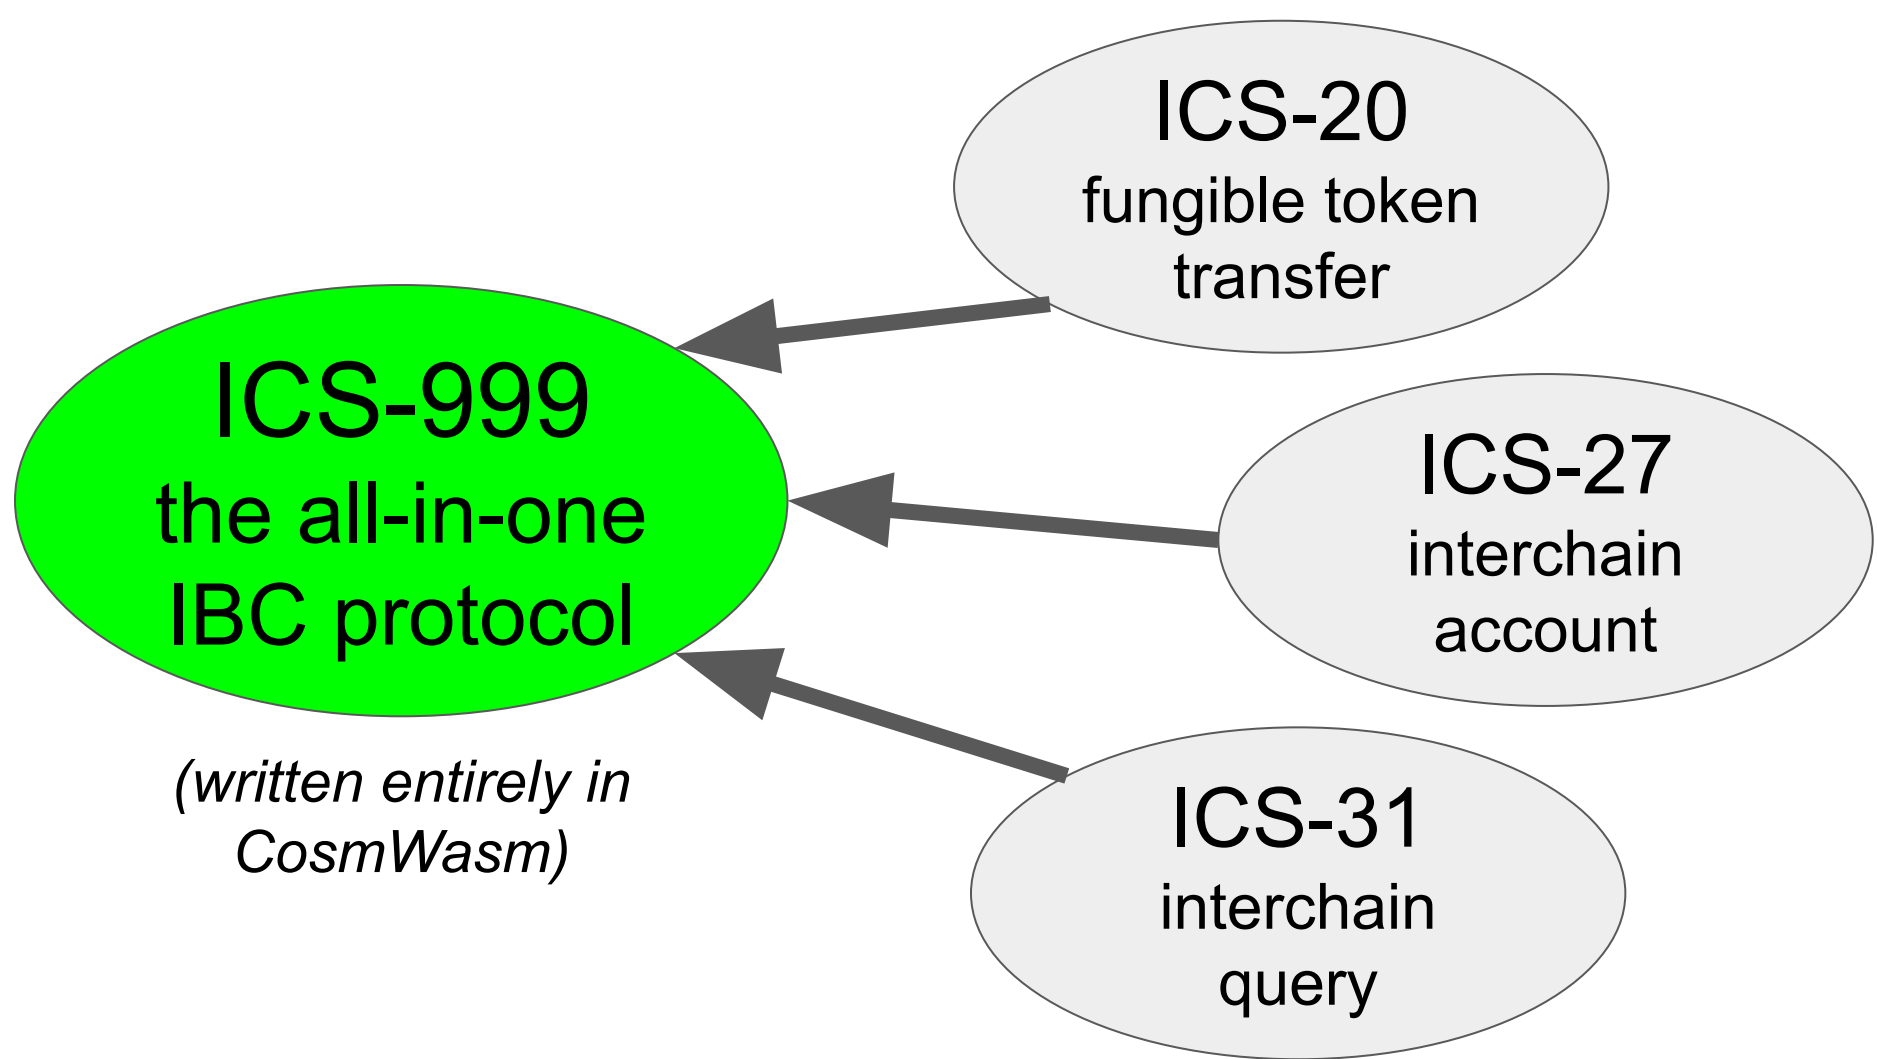 ICS-20
fungible token
transfer
ICS-999
the all-in-one
IBC protocol
(written entirely in
CosmWasm)
ICS-27
interchain
account
ICS-31
interchain
query